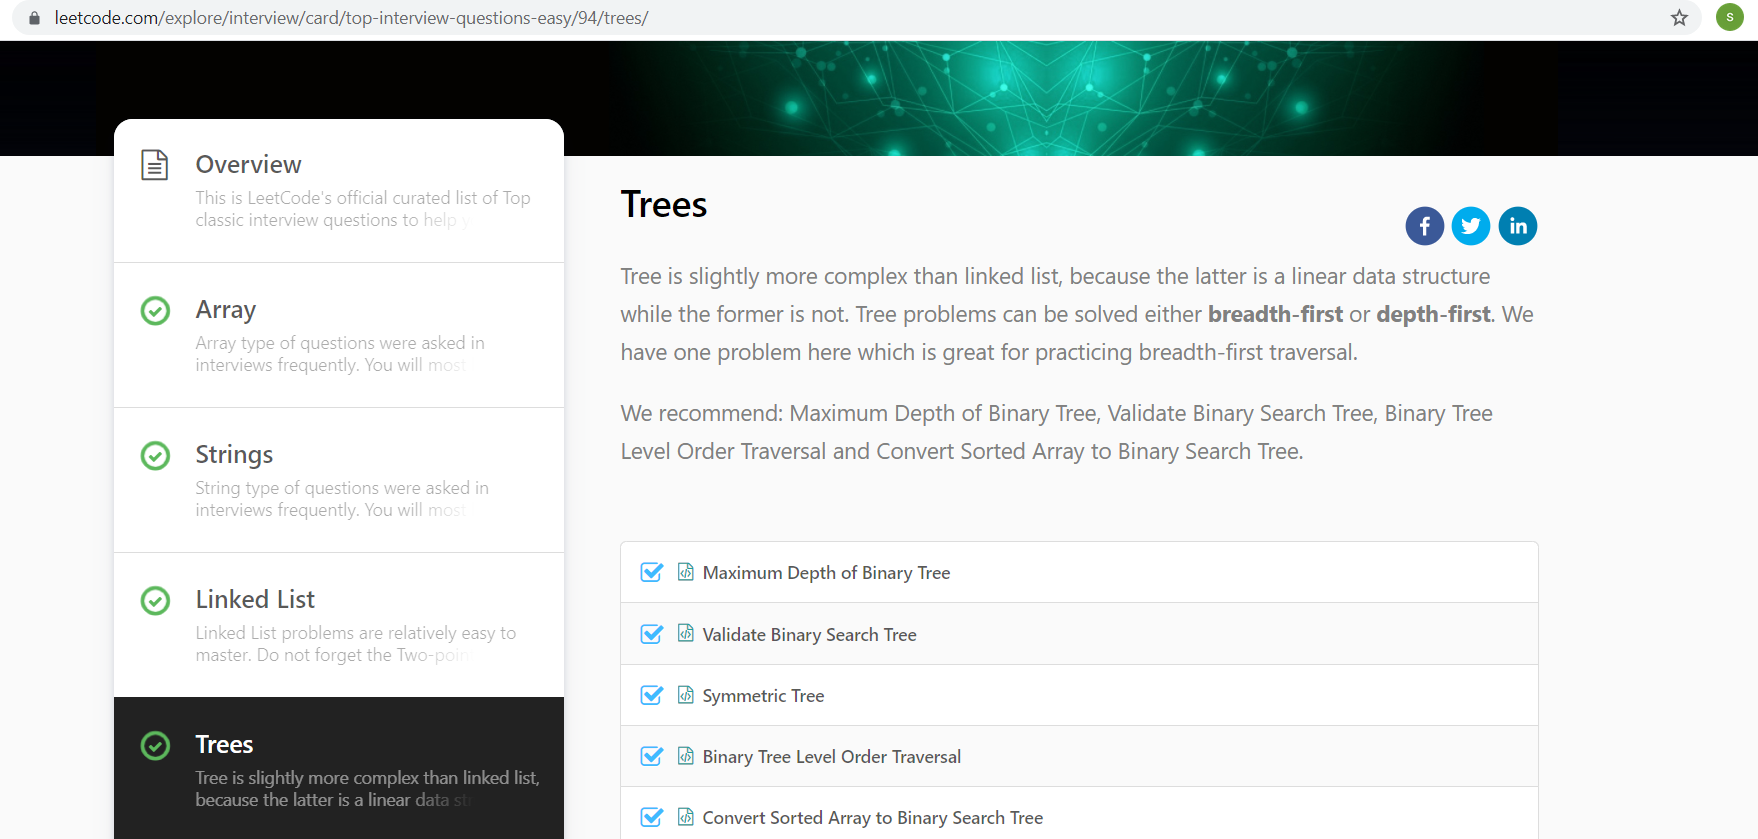 leetcode.com/explore/interview/card/top-interview-questions-easy/94/trees/
S
Overview
This is LeetCode's official curated list of Top
classic interview questions to help y
Array
Array type of questions were asked in
interviews frequently. You will most
Strings
String type of questions were asked in
interviews frequently. You will most
Linked List
Linked List problems are relatively easy to
master. Do not forget the Two-poin
Trees
Tree is slightly more complex than linked list,
because the latter is a linear data st
Trees
f
in
Tree is slightly more complex than linked list, because the latter is a linear data structure
while the former is not. Tree problems can be solved either breadth-first or depth-first. We
have one problem here which is great for practicing breadth-first traversal.
We recommend: Maximum Depth of Binary Tree, Validate Binary Search Tree, Binary Tree
Level Order Traversal and Convert Sorted Array to Binary Search Tree.
Maximum Depth of Binary Tree
Validate Binary Search Tree
Symmetric Tree
Binary Tree Level Order Traversal
Convert Sorted Array to Binary Search Tree